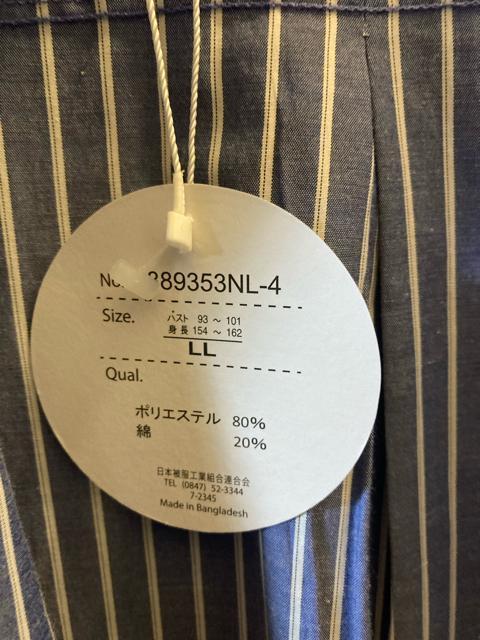 No. 889353NL-4
Size. バスト 93 ~ 101
身長 154 ~ 162
LL
Qual.
ポリエステル 80%
綿 20%
日本被服工業組合連合会
TEL (0847) 52-3344
7-2345
Made in Bangladesh